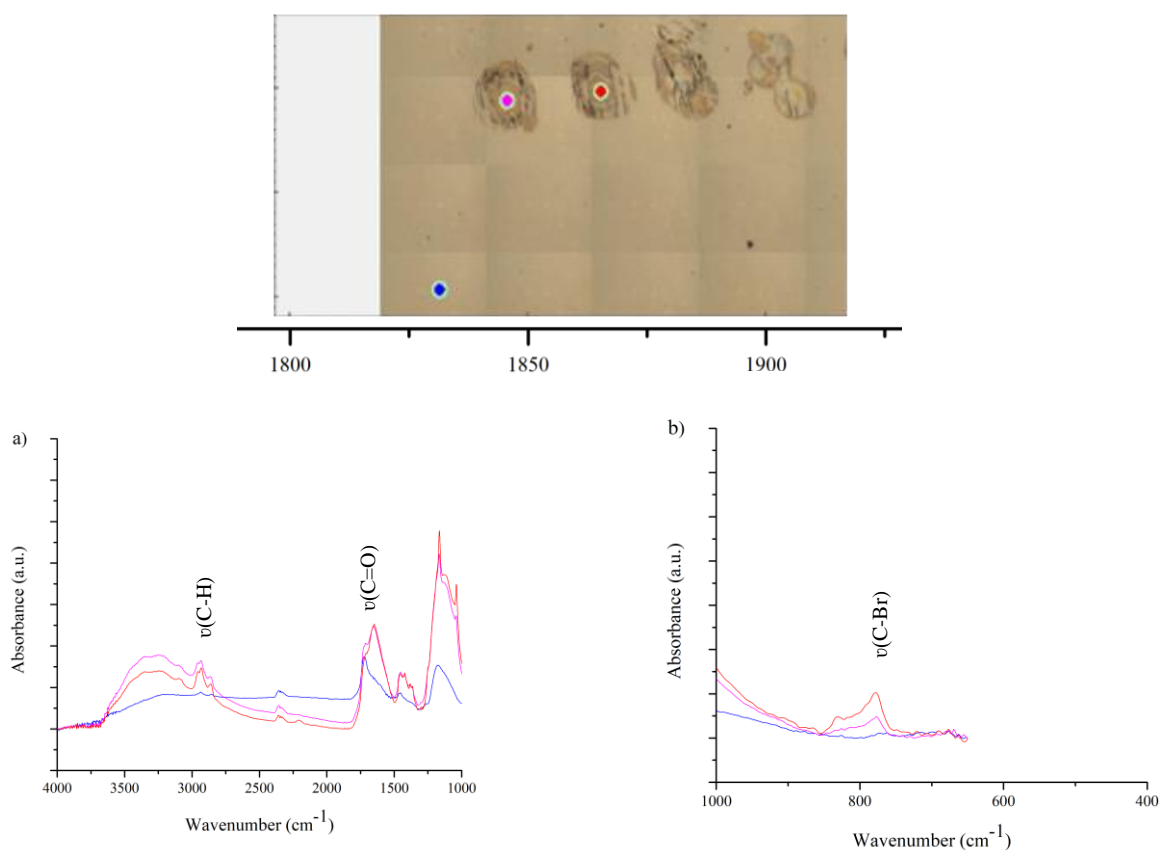 1800 1850 1900
a)
Absorbance (a.u.)
υ(C-H)
υ(C=O)
4000 3500 3000 2500 2000 1500 1000
Wavenumber (cm-1)
b)
Absorbance (a.u.)
υ(C-Br)
1000 800 600 400
Wavenumber (cm-1)